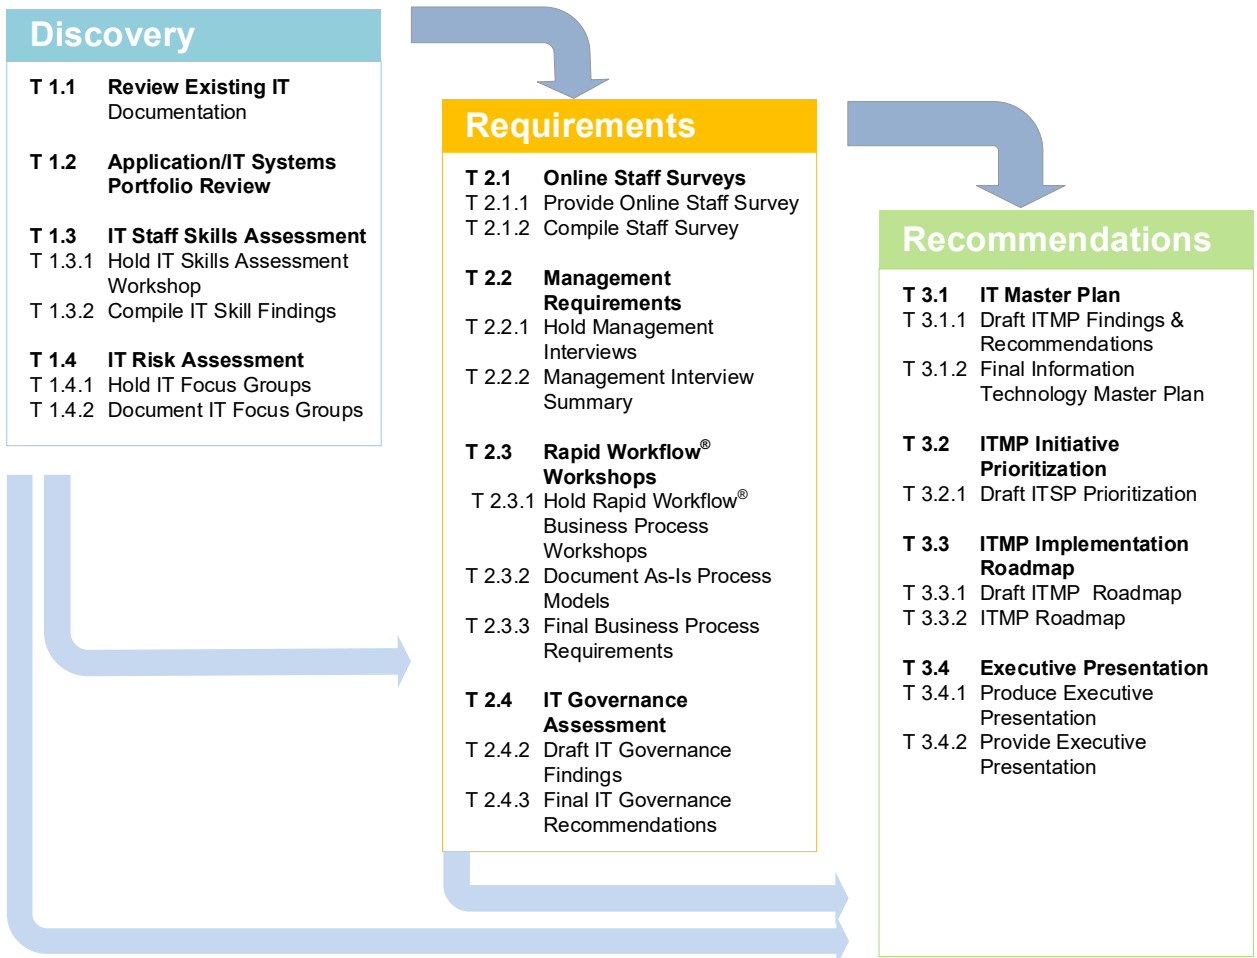 Discovery
T 1.1 Review Existing IT
Documentation
T 1.2 Application/IT Systems
Portfolio Review
T 1.3 IT Staff Skills Assessment
T 1.3.1 Hold IT Skills Assessment
Workshop
T 1.3.2 Compile IT Skill Findings
T 1.4 IT Risk Assessment
T 1.4.1 Hold IT Focus Groups
T 1.4.2 Document IT Focus Groups
Requirements
T 2.1 Online Staff Surveys
T 2.1.1 Provide Online Staff Survey
T 2.1.2 Compile Staff Survey
T 2.2 Management
Requirements
T 2.2.1 Hold Management
Interviews
T 2.2.2 Management Interview
Summary
T 2.3 Rapid Workflow®
Workshops
T 2.3.1 Hold Rapid Workflow®
Business Process
Workshops
T 2.3.2 Document As-Is Process
Models
T 2.3.3 Final Business Process
Requirements
T 2.4 IT Governance
Assessment
T 2.4.2 Draft IT Governance
Findings
T 2.4.3 Final IT Governance
Recommendations
Recommendations
T 3.1 IT Master Plan
T 3.1.1 Draft ITMP Findings &
Recommendations
T 3.1.2 Final Information
Technology Master Plan
T 3.2 ITMP Initiative
Prioritization
T 3.2.1 Draft ITSP Prioritization
T 3.3 ITMP Implementation
Roadmap
T 3.3.1 Draft ITMP Roadmap
T 3.3.2 ITMP Roadmap
T 3.4 Executive Presentation
T 3.4.1 Produce Executive
Presentation
T 3.4.2 Provide Executive
Presentation